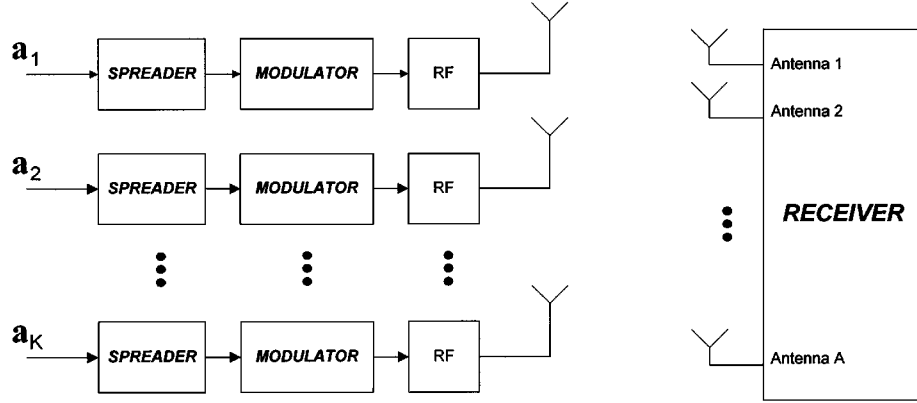 a1
SPREADER MODULATOR RF
Antenna 1
Antenna 2
a2
SPREADER MODULATOR RF
RECEIVER
aK
SPREADER MODULATOR RF
Antenna A